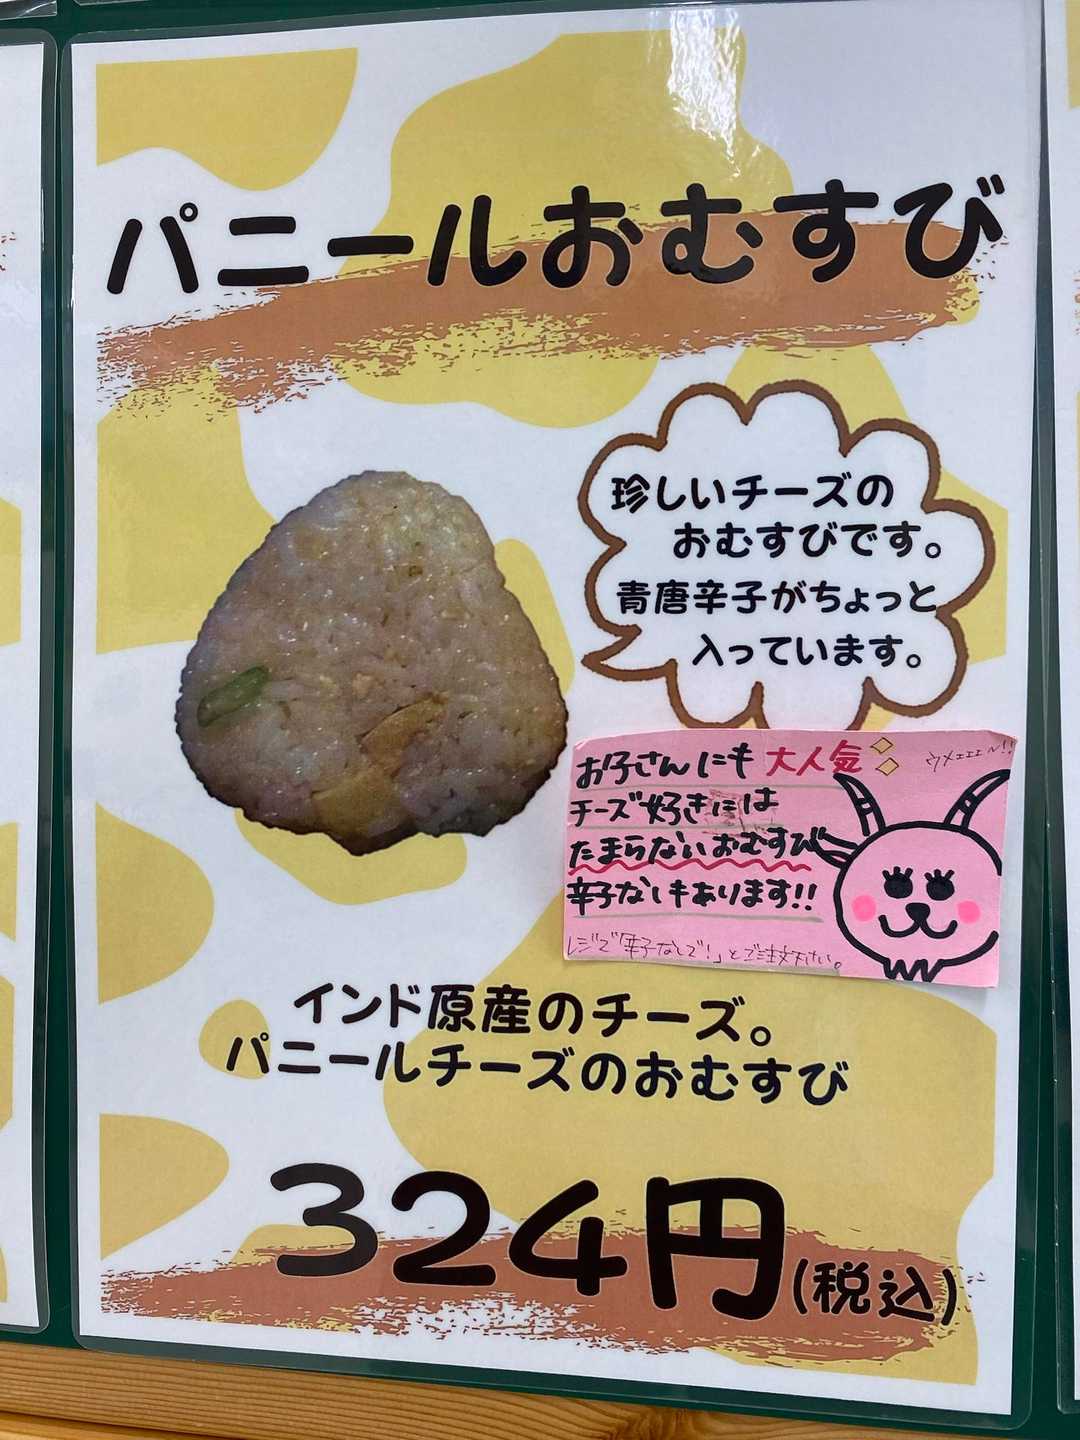 パニールおむすび
珍しいチーズの
おむすびです。
青唐辛子がちょっと
入っています。
お子さんにも大人気
ウメェェェ〜!!
チーズ好きには
たまらないおむすび
辛子なしもあります!!
レジで「辛子なしで!」とご注文下さい。
インド原産のチーズ。
パニールチーズのおむすび
324円(税込)